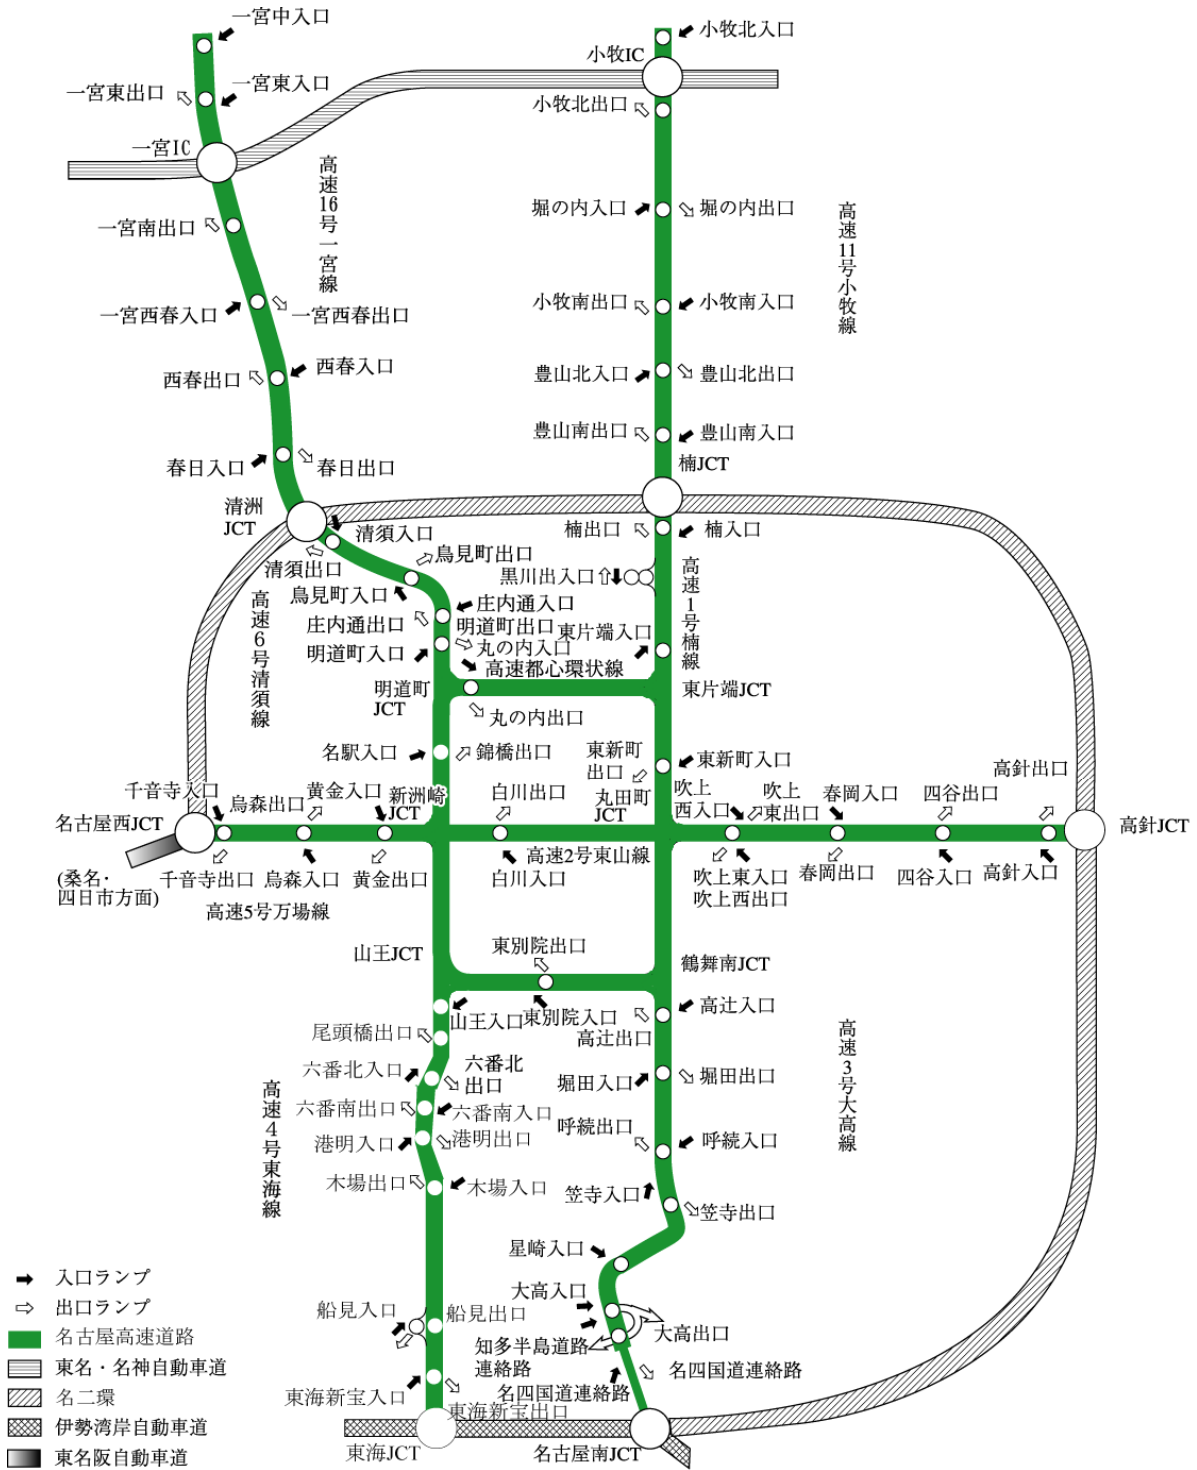 一宮中入口
小牧北入口
小牧IC
一宮東入口
一宮東出口
小牧北出口
一宮IC
高速16号一宮線
堀の内入口
堀の内出口
高速11号小牧線
一宮南出口
小牧南出口
小牧南入口
一宮西春入口
一宮西春出口
西春入口
西春出口
豊山北入口
豊山北出口
豊山南出口
豊山南入口
春日入口
春日出口
楠JCT
清洲
JCT
清須入口
楠出口
楠入口
清須出口
鳥見町出口
黒川出入口
高速1号楠線
鳥見町入口
高速6号清須線
庄内通入口
庄内通出口
明道町出口
東片端入口
明道町入口
丸の内入口
高速都心環状線
明道町
JCT
東片端JCT
丸の内出口
名駅入口
錦橋出口
東新町
出口
東新町入口
高針出口
千音寺入口
烏森出口
黄金入口
新洲崎
JCT
白川出口
丸田町
JCT
吹上
西入口
吹上
東出口
春岡入口
四谷出口
名古屋西JCT
高針JCT
高速2号東山線
(桑名・
四日市方面)
千音寺出口
烏森入口
黄金出口
白川入口
吹上東入口
吹上西出口
春岡出口
四谷入口
高針入口
高速5号万場線
山王JCT
東別院出口
鶴舞南JCT
高辻入口
山王入口
東別院入口
尾頭橋出口
高辻出口
高速3号大高線
六番北入口
六番北
出口
堀田入口
堀田出口
高速4号東海線
六番南出口
六番南入口
呼続出口
港明入口
港明出口
呼続入口
木場出口
木場入口
笠寺入口
笠寺出口
星崎入口
入口ランプ
大高入口
出口ランプ
船見入口
船見出口
大高出口
名古屋高速道路
知多半島道路
連絡路
東名・名神自動車道
名四国道連絡路
名二環
東海新宝入口
名四国道連絡路
東海新宝出口
伊勢湾岸自動車道
東海JCT
名古屋南JCT
東名阪自動車道